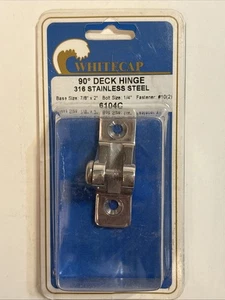 WHITECAP
90° DECK HINGE
316 STAINLESS STEEL
Base Size: 7/8" x 2" Bolt Size: 1/4" Fastener: #10(2)
6104C